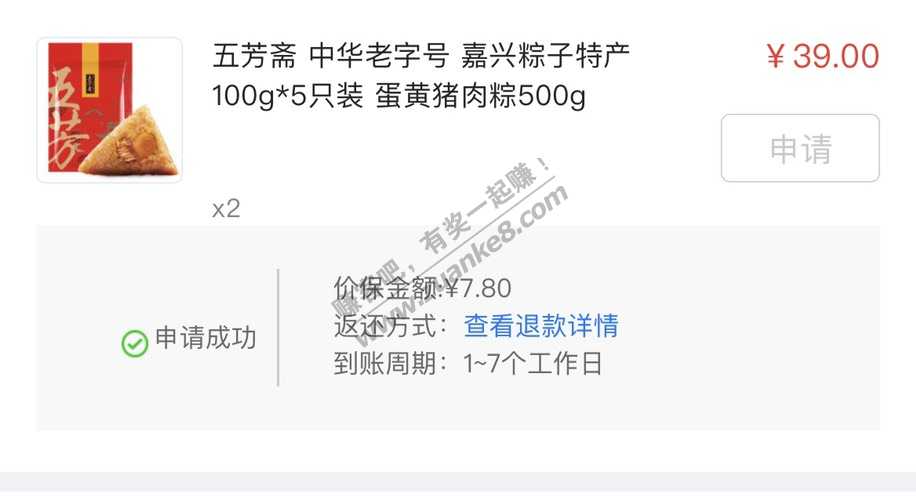 五芳斋 中华老字号 嘉兴粽子特产
100g*5只装 蛋黄猪肉粽500g
¥39.00
申请
x2
五芳
赚客吧，有奖一起赚！
www.zuanke8.com
申请成功
价保金额:¥7.80
返还方式：查看退款详情
到账周期：1~7个工作日